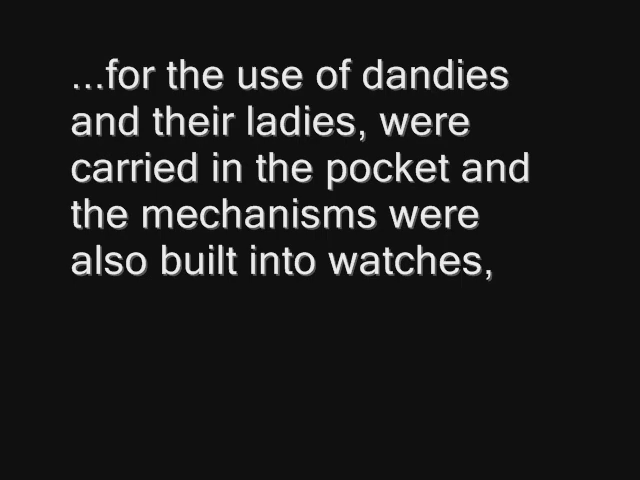 ...for the use of dandies
and their ladies, were
carried in the pocket and
the mechanisms were
also built into watches,